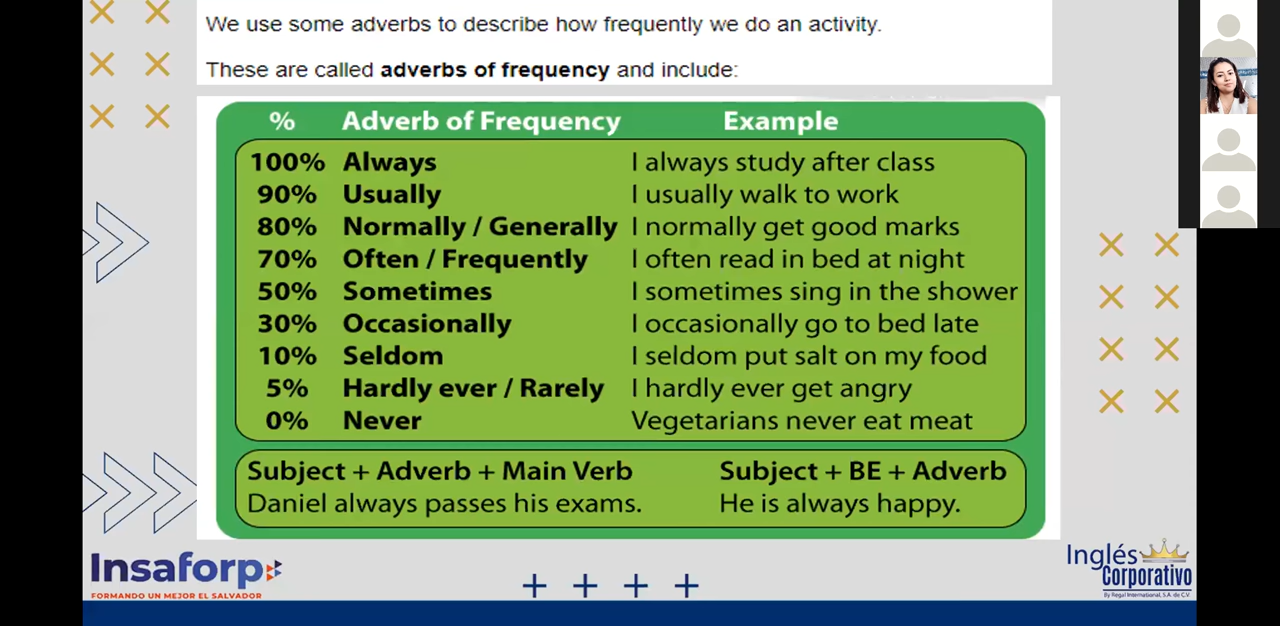 We use some adverbs to describe how frequently we do an activity.
These are called adverbs of frequency and include:
% Adverb of Frequency Example
100% Always I always study after class
90% Usually I usually walk to work
80% Normally / Generally I normally get good marks
70% Often / Frequently I often read in bed at night
50% Sometimes I sometimes sing in the shower
30% Occasionally I occasionally go to bed late
10% Seldom I seldom put salt on my food
5% Hardly ever / Rarely I hardly ever get angry
0% Never Vegetarians never eat meat
Subject + Adverb + Main Verb Subject + BE + Adverb
Daniel always passes his exams. He is always happy.
Insaforp
FORMANDO UN MEJOR EL SALVADOR
Inglés
Corporativo
By Regal International, S.A. de C.V.